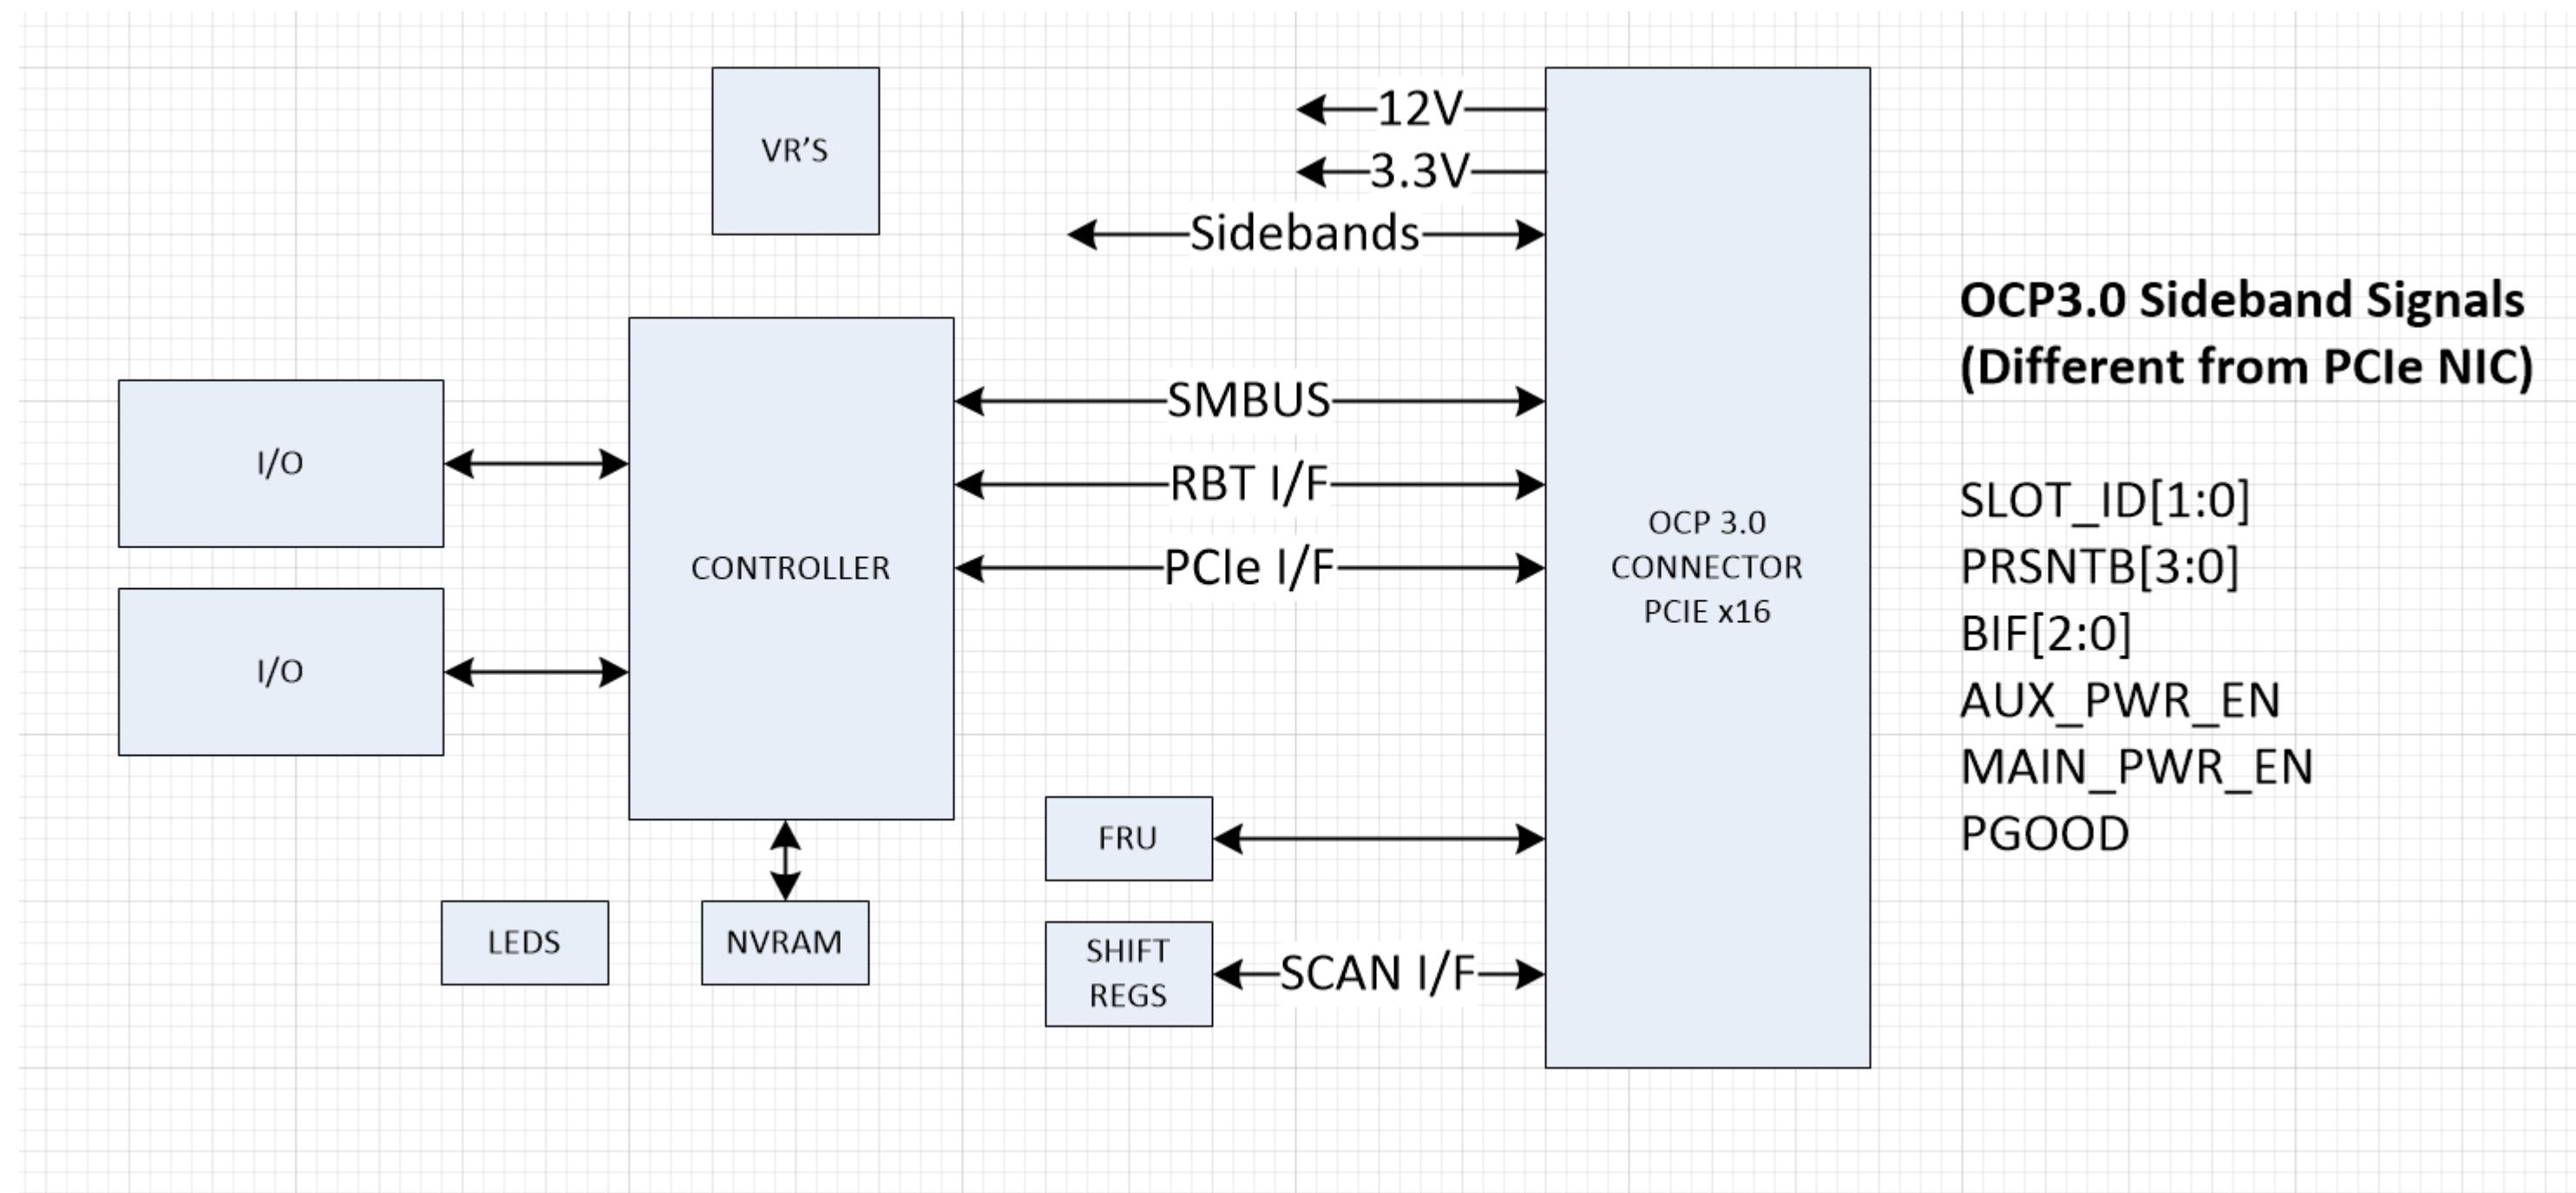 VR'S
12V
3.3V
Sidebands
SMBUS
RBT I/F
PCIe I/F
I/O
I/O
CONTROLLER
OCP 3.0
CONNECTOR
PCIE x16
FRU
SHIFT
REGS
SCAN I/F
LEDS
NVRAM
OCP3.0 Sideband Signals
(Different from PCIe NIC)
SLOT_ID[1:0]
PRSNTB[3:0]
BIF[2:0]
AUX_PWR_EN
MAIN_PWR_EN
PGOOD